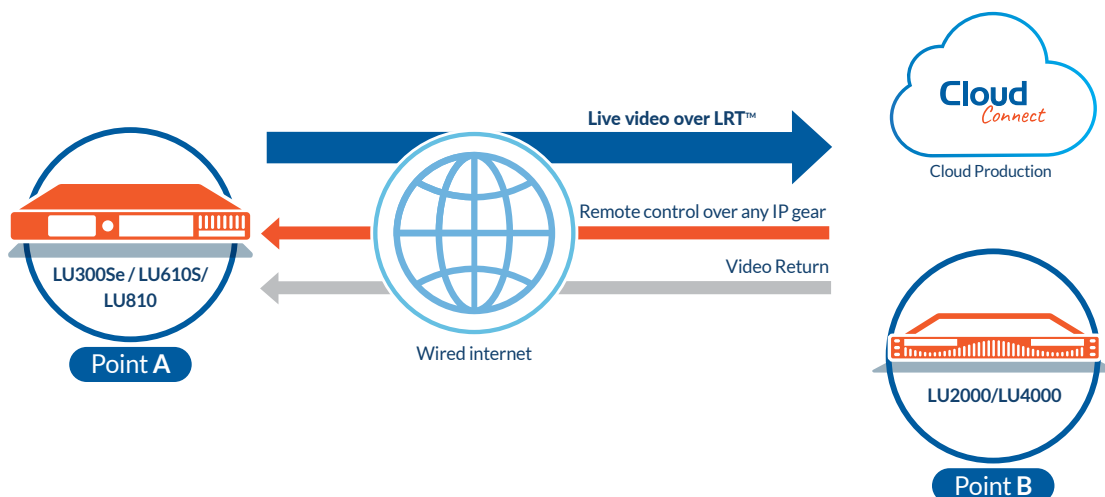 Live video over LRT™
Cloud
Connect
Cloud Production
Remote control over any IP gear
Video Return
LU300Se / LU610S/
LU810
Point A
Wired internet
LU2000/LU4000
Point B